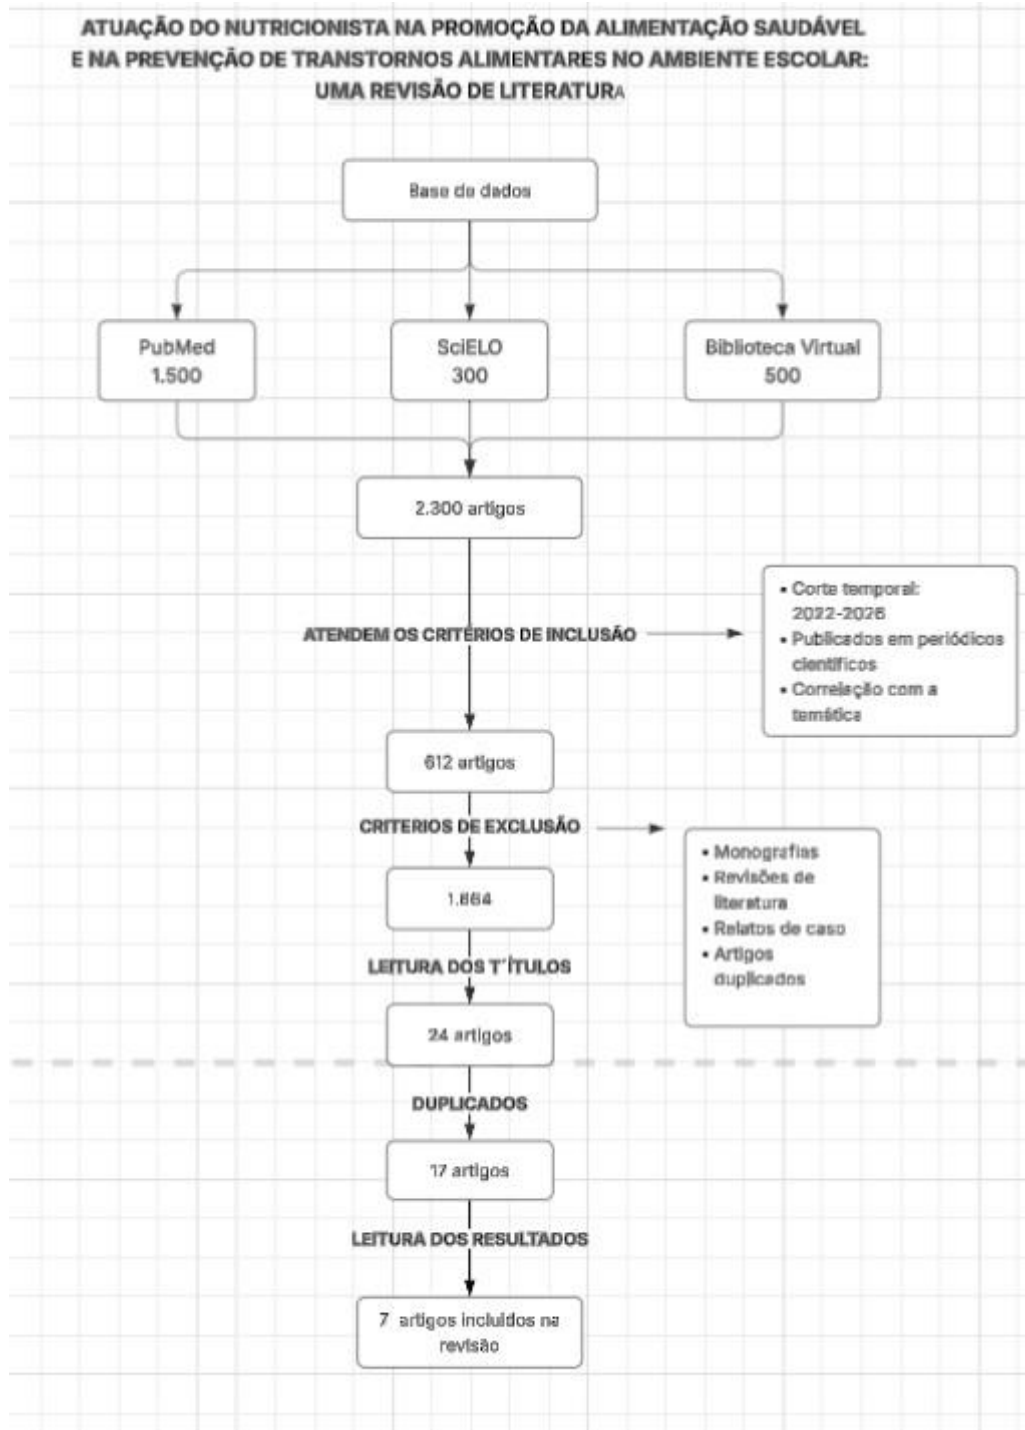 ATUAÇÃO DO NUTRICIONISTA NA PROMOÇÃO DA ALIMENTAÇÃO SAUDÁVEL
E NA PREVENÇÃO DE TRANSTORNOS ALIMENTARES NO AMBIENTE ESCOLAR:
UMA REVISÃO DE LITERATURA
Base de dados
PubMed
1.500
SciELO
300
Biblioteca Virtual
500
2.300 artigos
• Corte temporal:
2022-2026
• Publicados em periódicos
científicos
• Correlação com a
temática
ATENDEM OS CRITÉRIOS DE INCLUSÃO
612 artigos
CRITERIOS DE EXCLUSÃO
• Monografias
• Revisões de
literatura
• Relatos de caso
• Artigos
duplicados
1.664
LEITURA DOS T´ÍTULOS
24 artigos
DUPLICADOS
17 artigos
LEITURA DOS RESULTADOS
7 artigos incluidos na
revisão